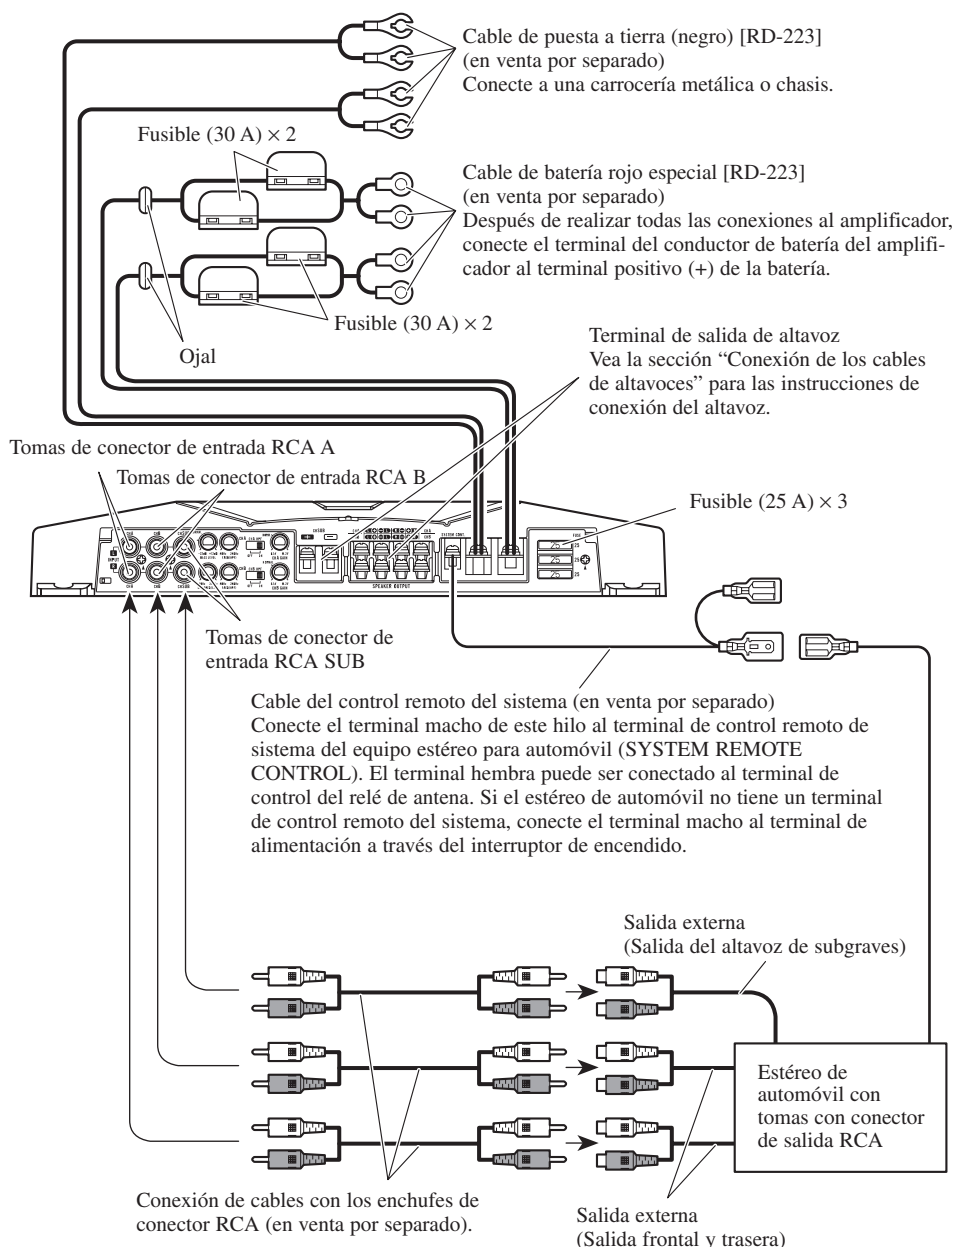 Cable de puesta a tierra (negro) [RD-223]
(en venta por separado)
Conecte a una carrocería metálica o chasis.
Fusible (30 A) × 2
Cable de batería rojo especial [RD-223]
(en venta por separado)
Después de realizar todas las conexiones al amplificador,
conecte el terminal del conductor de batería del amplifi-
cador al terminal positivo (+) de la batería.
Fusible (30 A) × 2
Ojal
Terminal de salida de altavoz
Vea la sección “Conexión de los cables
de altavoces” para las instrucciones de
conexión del altavoz.
Tomas de conector de entrada RCA A
Tomas de conector de entrada RCA B
Fusible (25 A) × 3
INPUT
SPEAKER OUTPUT
SYSTEM CONT.
25
25
25
Tomas de conector de
entrada RCA SUB
Cable del control remoto del sistema (en venta por separado)
Conecte el terminal macho de este hilo al terminal de control remoto de
sistema del equipo estéreo para automóvil (SYSTEM REMOTE
CONTROL). El terminal hembra puede ser conectado al terminal de
control del relé de antena. Si el estéreo de automóvil no tiene un terminal
de control remoto del sistema, conecte el terminal macho al terminal de
alimentación a través del interruptor de encendido.
Salida externa
(Salida del altavoz de subgraves)
Estéreo de
automóvil con
tomas con conector
de salida RCA
Conexión de cables con los enchufes de
conector RCA (en venta por separado).
Salida externa
(Salida frontal y trasera)